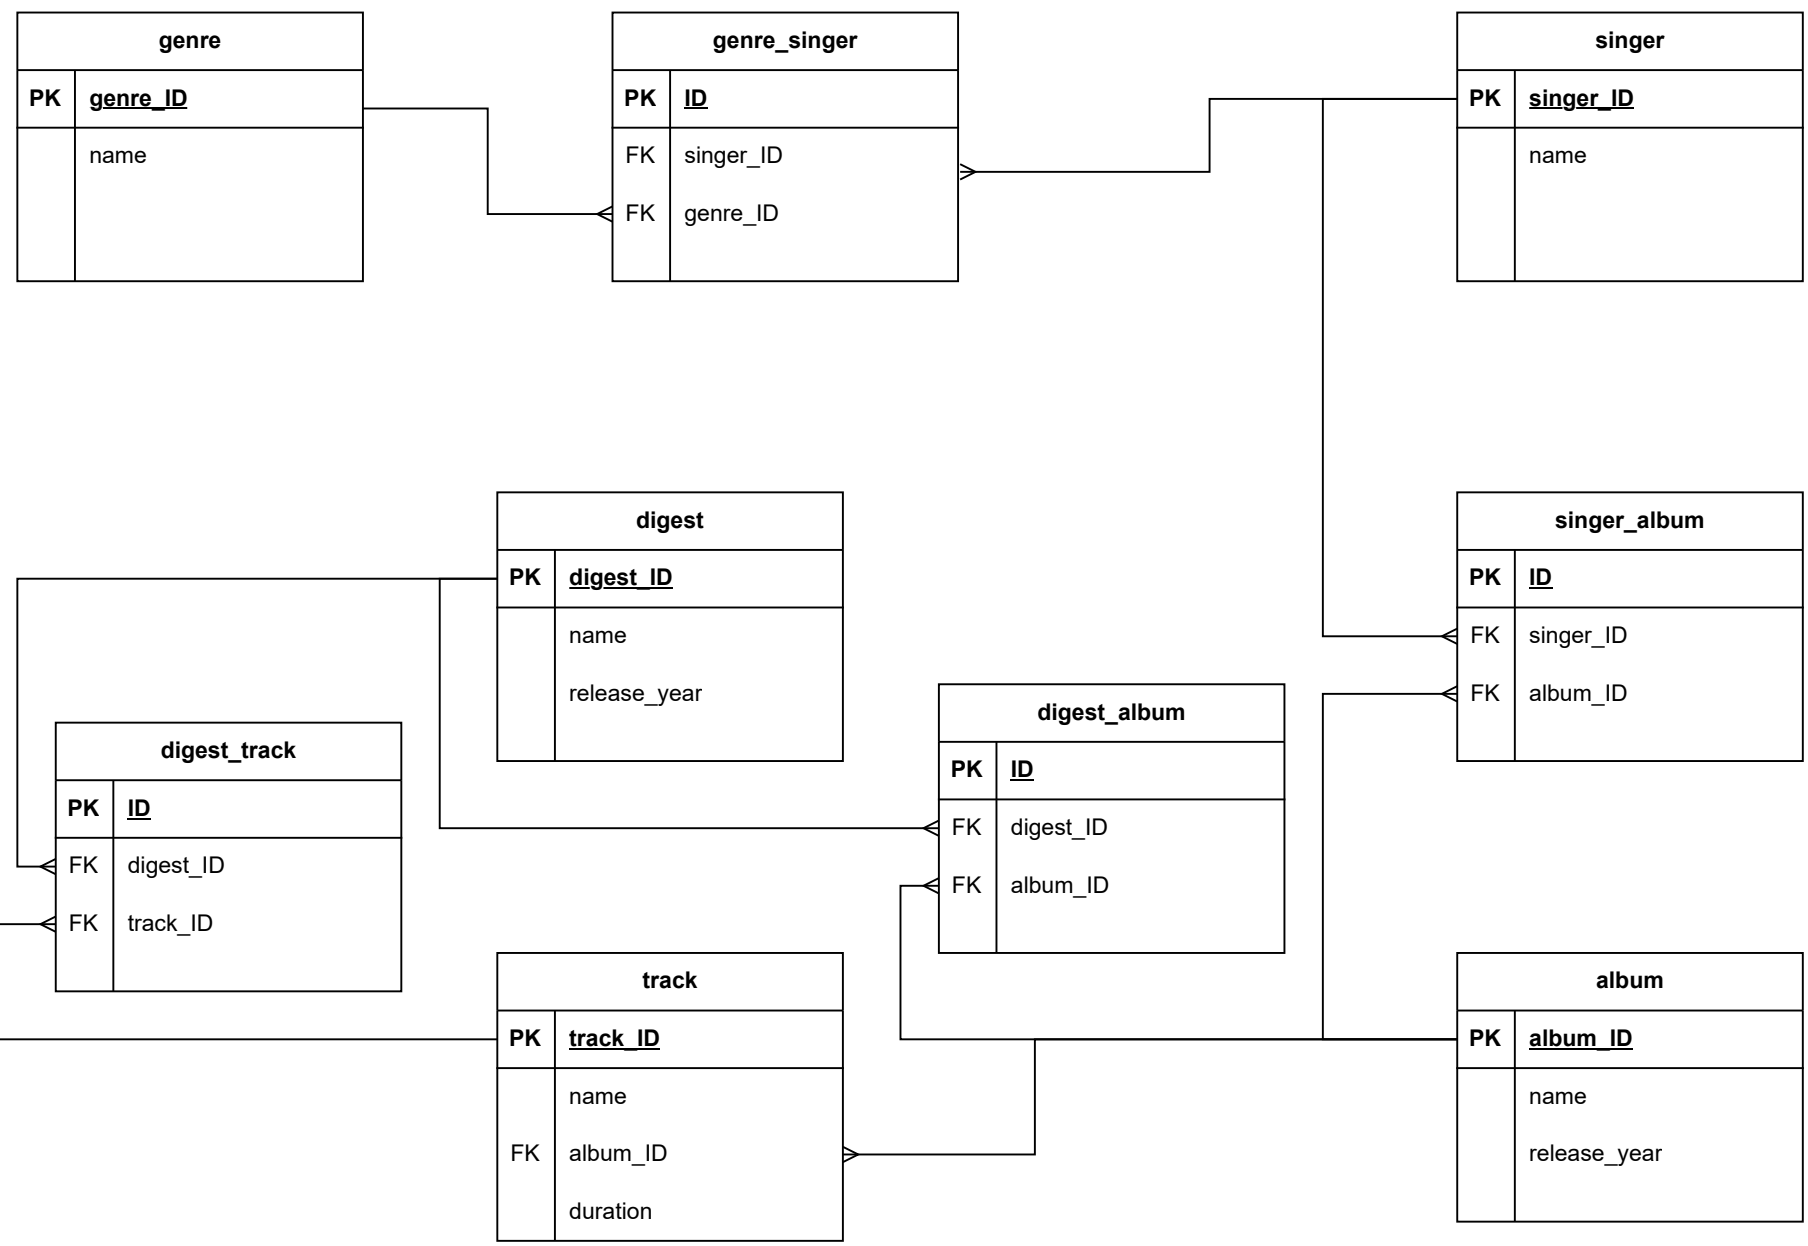 genre
PK genre_ID
name
genre_singer
PK ID
FK singer_ID
FK genre_ID
singer
PK singer_ID
name
digest
PK digest_ID
name
release_year
singer_album
PK ID
FK singer_ID
FK album_ID
digest_track
PK ID
FK digest_ID
FK track_ID
digest_album
PK ID
FK digest_ID
FK album_ID
track
PK track_ID
name
FK album_ID
duration
album
PK album_ID
name
release_year